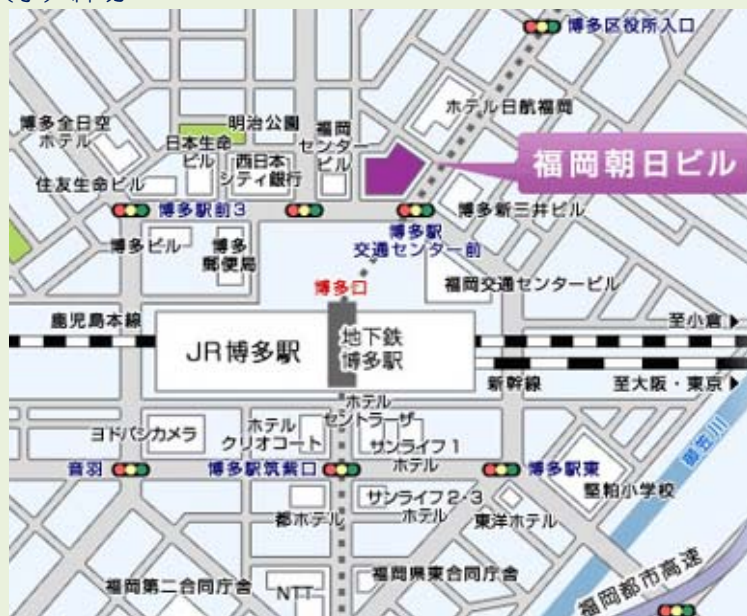 博多区役所入口
ホテル日航福岡
明治公園
福岡
センター
ビル
博多全日空
ホテル
日本生命
ビル
西日本
シティ銀行
福岡朝日ビル
住友生命ビル
博多駅前3
博多新三井ビル
博多駅
交通センター前
博多ビル
博多
郵便局
福岡交通センタービル
博多口
鹿児島本線
至小倉
JR博多駅
地下鉄
博多駅
新幹線
至大阪・東京
ホテル
セントラーザ
ヨドバシカメラ
ホテル
クリオコート
サンライフ1
ホテル
御笠川
音羽
博多駅筑紫口
博多駅東
堅粕小学校
都ホテル
サンライフ2・3
ホテル
東洋ホテル
福岡第二合同庁舎
NTT
福岡県東合同庁舎
福岡都市高速